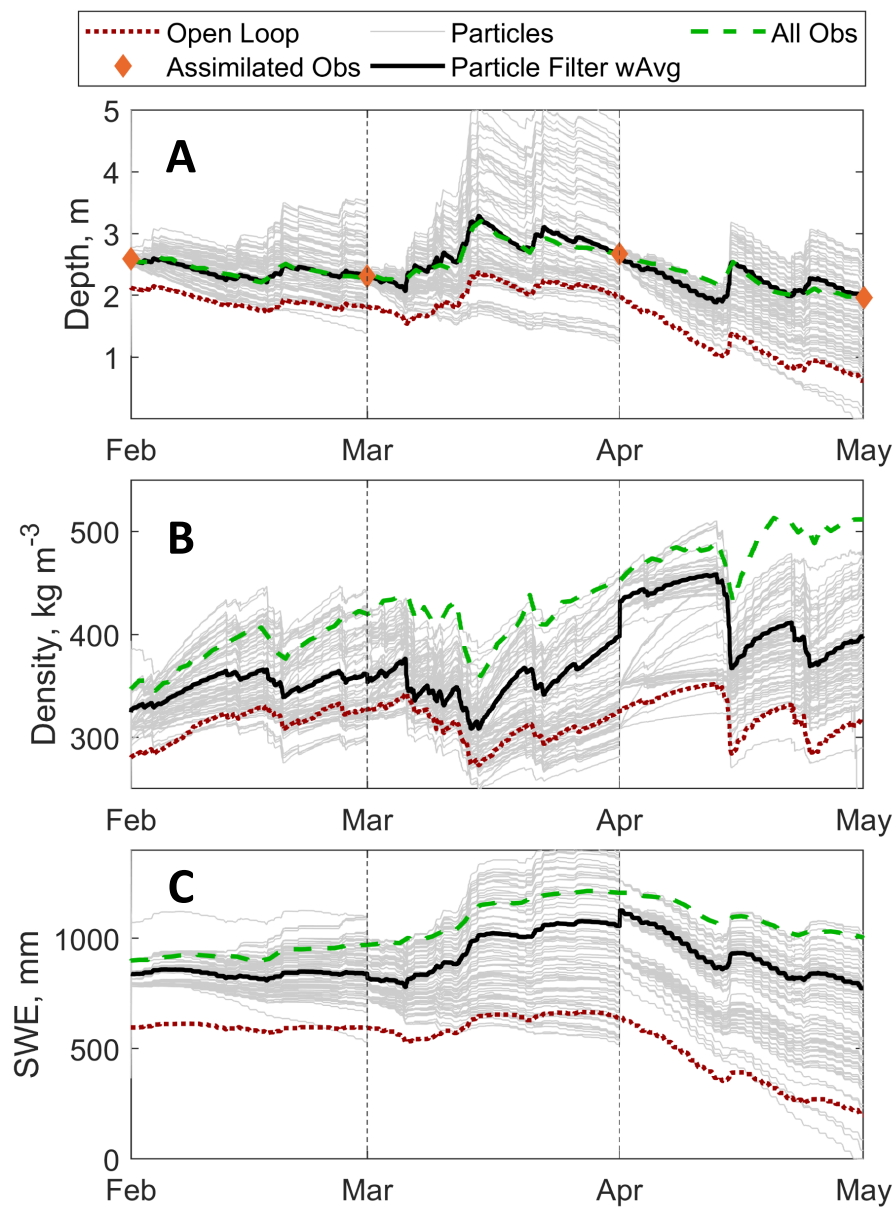 Open Loop Particles All Obs
Assimilated Obs Particle Filter wAvg
A
Depth, m
5
4
3
2
1
Feb Mar Apr May
B
Density, kg m-3
500
400
300
Feb Mar Apr May
C
SWE, mm
1000
500
0
Feb Mar Apr May